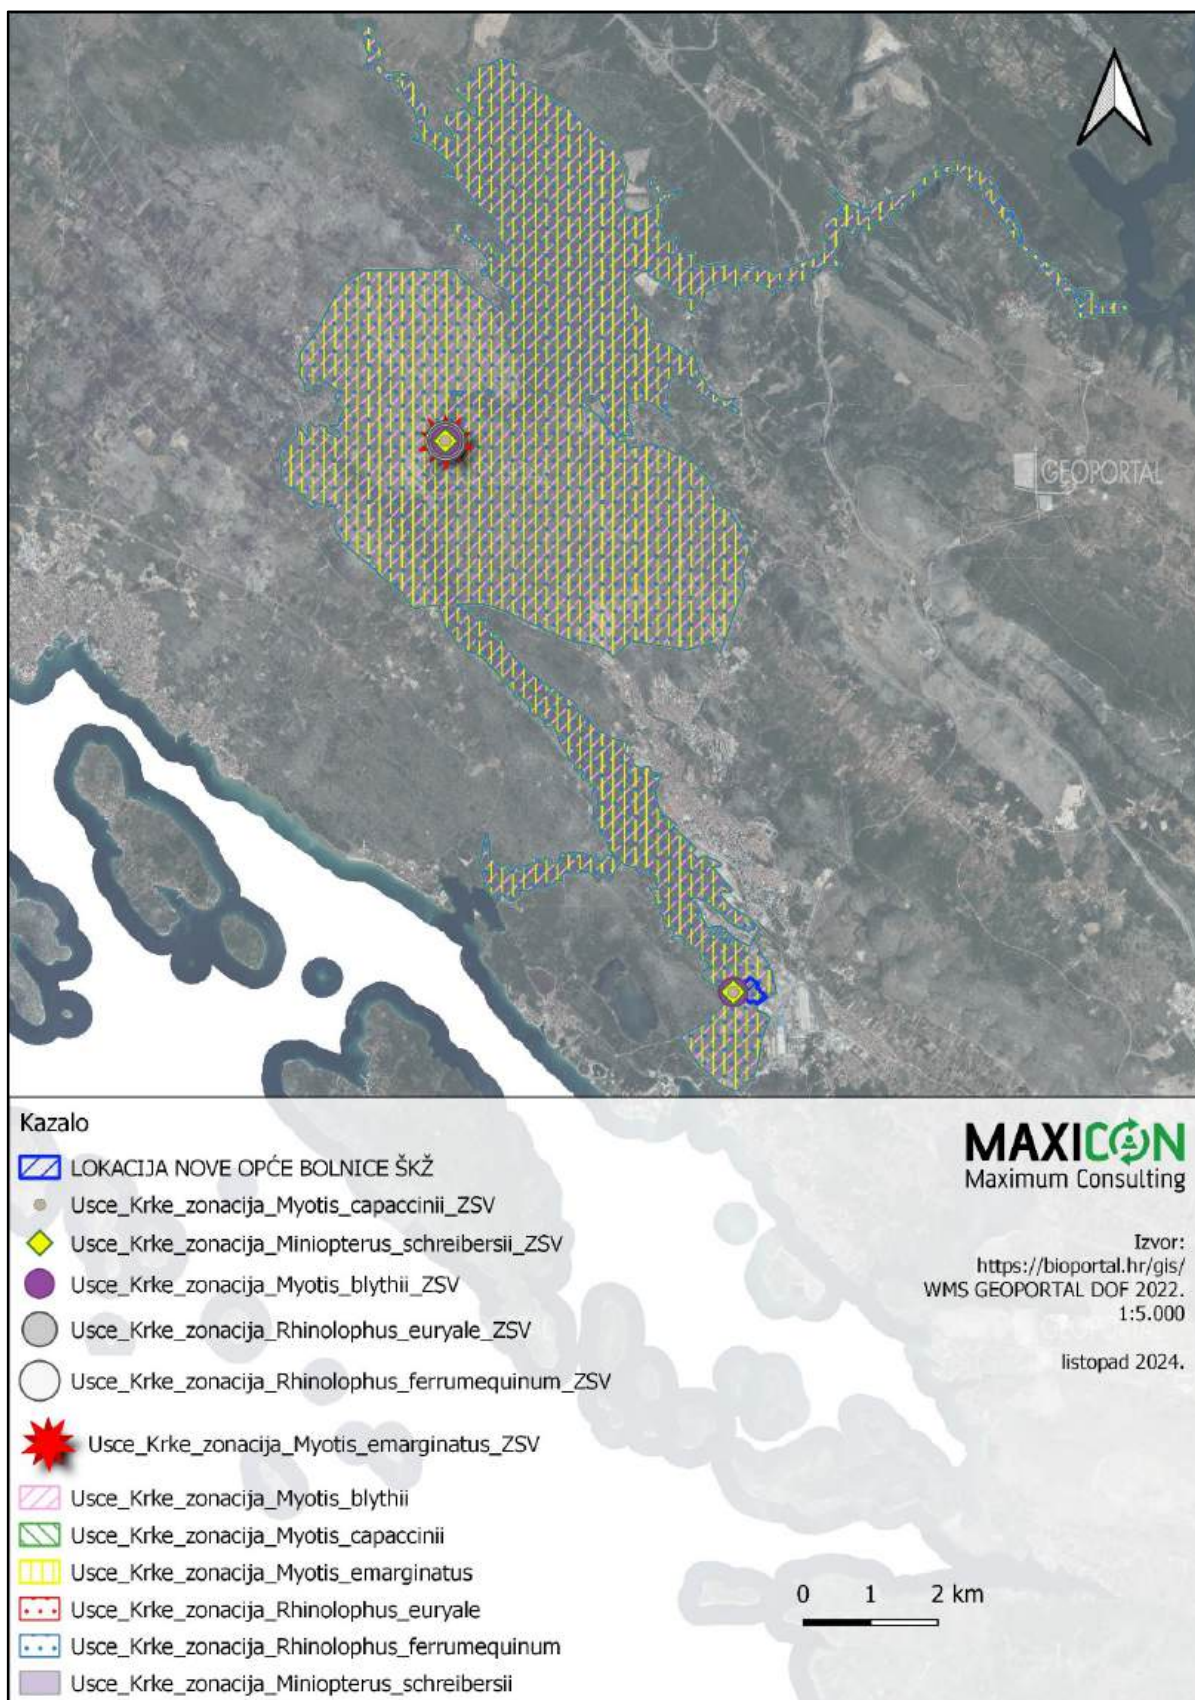 GEOPORTAL
Kazalo
LOKACIJA NOVE OPĆE BOLNICE ŠKŽ
Usce_Krke_zonacija_Myotis_capaccinii_ZSV
Usce_Krke_zonacija_Miniopterus_schreibersii_ZSV
Usce_Krke_zonacija_Myotis_blythii_ZSV
Usce_Krke_zonacija_Rhinolophus_euryale_ZSV
Usce_Krke_zonacija_Rhinolophus_ferrumequinum_ZSV
Usce_Krke_zonacija_Myotis_emarginatus_ZSV
Usce_Krke_zonacija_Myotis_blythii
Usce_Krke_zonacija_Myotis_capaccinii
Usce_Krke_zonacija_Myotis_emarginatus
Usce_Krke_zonacija_Rhinolophus_euryale
Usce_Krke_zonacija_Rhinolophus_ferrumequinum
Usce_Krke_zonacija_Miniopterus_schreibersii
MAXICON
Maximum Consulting
Izvor:
https://bioportal.hr/gis/
WMS GEOPORTAL DOF 2022.
1:5.000
listopad 2024.
0 1 2 km